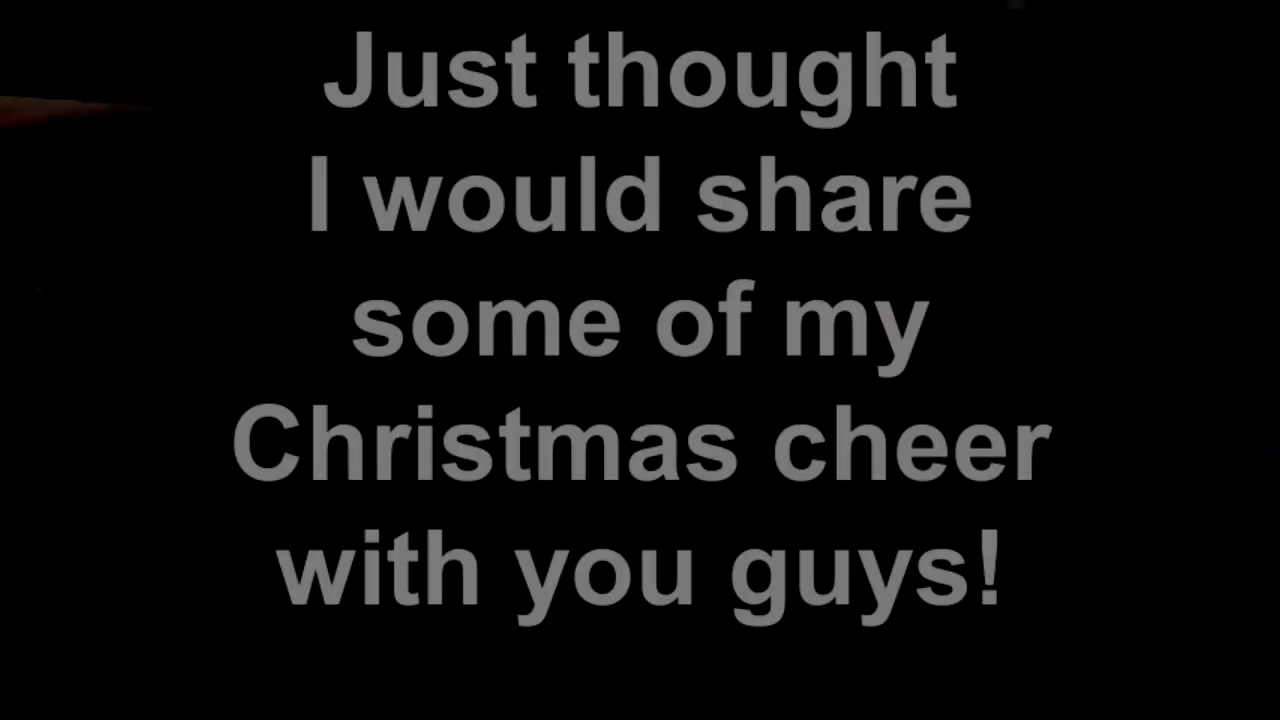 Just thought
I would share
some of my
Christmas cheer
with you guys!